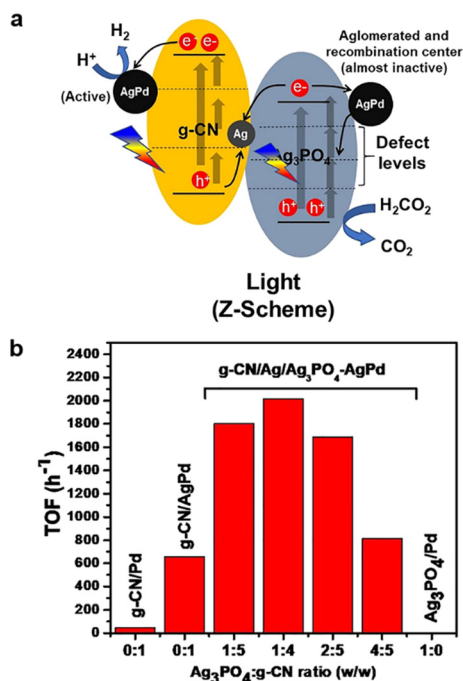 a
H2
H+
e- e-
AgPd
(Active)
g-CN
Ag
h+
e-
Aglomerated and
recombination center
(almost inactive)
AgPd
Ag3PO4
Defect
levels
h+ h+
H2CO2
CO2
Light
(Z-Scheme)
b
g-CN/Ag/Ag3PO4-AgPd
TOF (h-1)
2400
2200
2000
1800
1600
1400
1200
1000
800
600
400
200
0
g-CN/Pd
g-CN/AgPd
Ag3PO4/Pd
0:1 0:1 1:5 1:4 2:5 4:5 1:0
Ag3PO4:g-CN ratio (w/w)